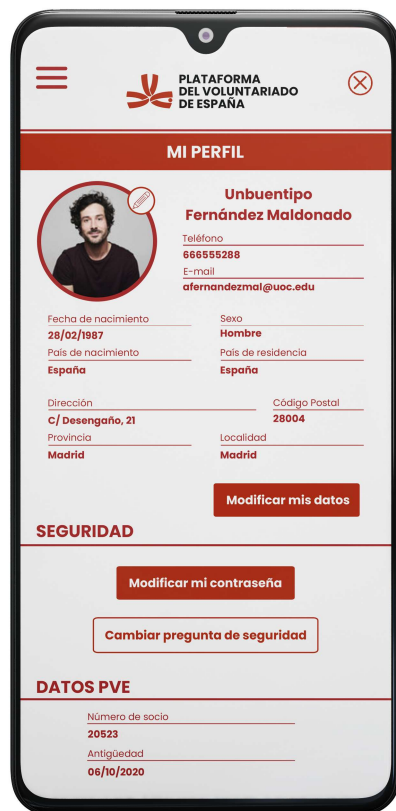 PLATAFORMA
DEL VOLUNTARIADO
DE ESPAÑA
MI PERFIL
Unbuentipo
Fernández Maldonado
Teléfono
666555288
E-mail
afernandezmal@uoc.edu
Fecha de nacimiento
28/02/1987
Sexo
Hombre
País de nacimiento
España
País de residencia
España
Dirección
C/ Desengaño, 21
Código Postal
28004
Provincia
Madrid
Localidad
Madrid
Modificar mis datos
SEGURIDAD
Modificar mi contraseña
Cambiar pregunta de seguridad
DATOS PVE
Número de socio
20523
Antigüedad
06/10/2020